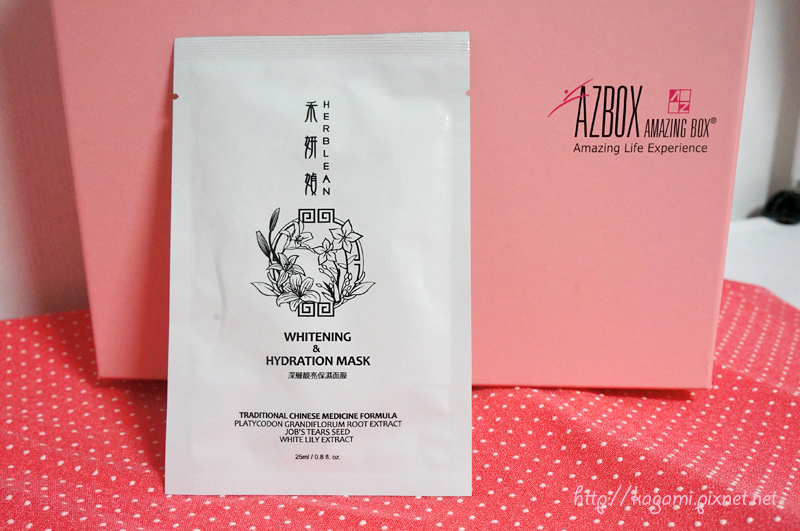 禾妍媜
HERBLEAN
WHITENING
&
HYDRATION MASK
深層靚亮保濕面膜
TRADITIONAL CHINESE MEDICINE FORMULA
PLATYCODON GRANDIFLORUM ROOT EXTRACT
JOB'S TEARS SEED
WHITE LILY EXTRACT
25ml / 0.8 fl. oz.
AZBOX AMAZING BOX®
Amazing Life Experience
http://kagami.pixnet.net